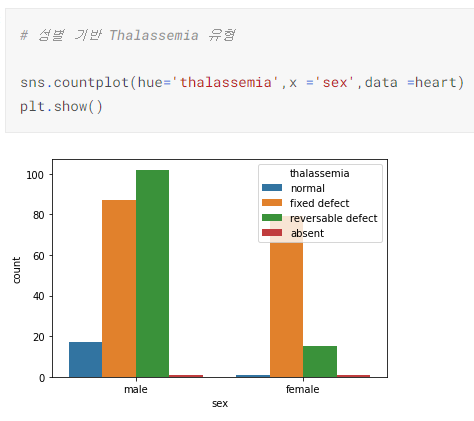 # 성별 기반 Thalassemia 유형
sns.countplot(hue='thalassemia',x ='sex',data =heart)
plt.show()
thalassemia
normal
fixed defect
reversable defect
absent
100
80
60
40
20
0
count
male
female
sex